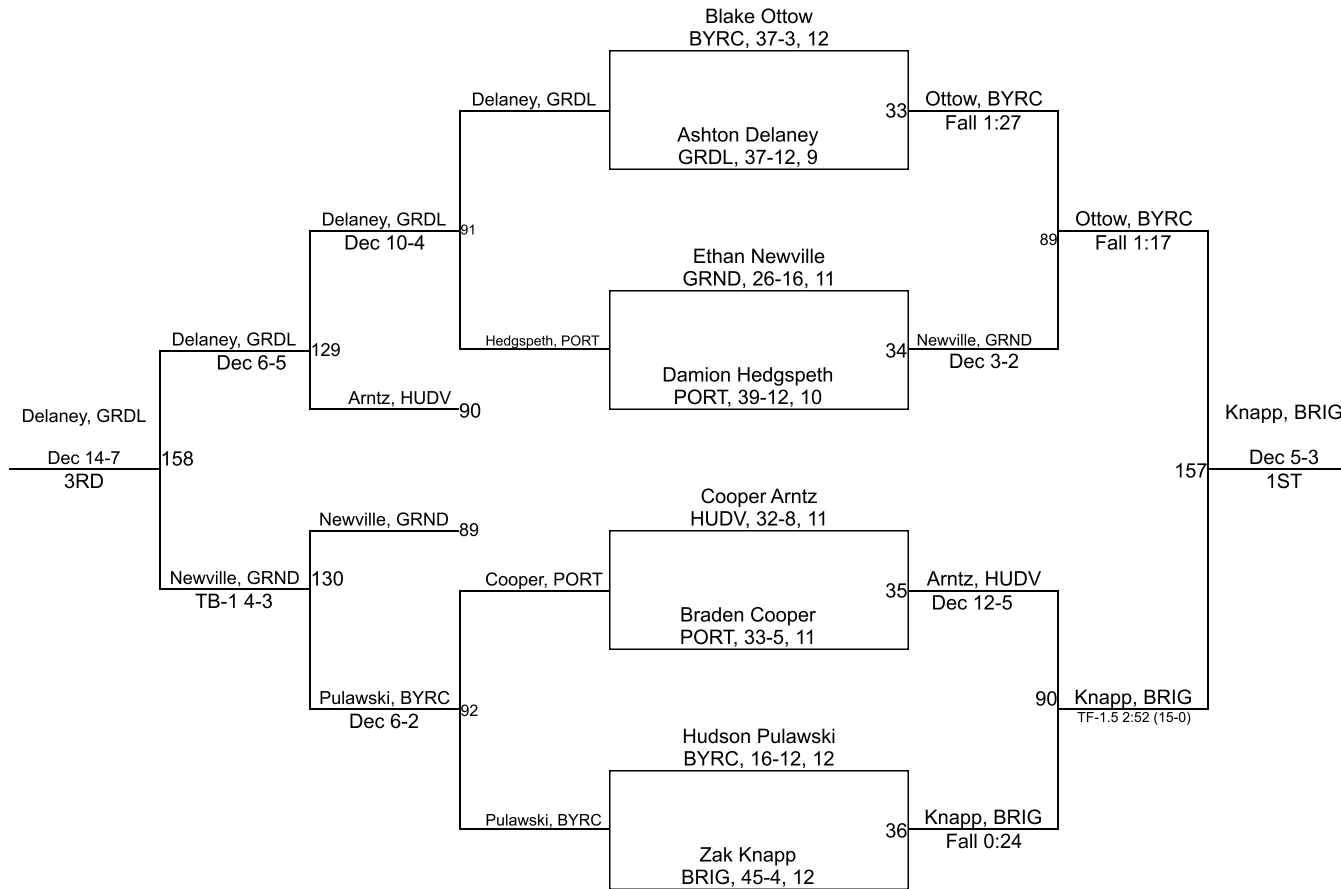 Blake Ottow
BYRC, 37-3, 12
Delaney, GRDL
33
Ottow, BYRC
Fall 1:27
Ashton Delaney
GRDL, 37-12, 9
Delaney, GRDL
Dec 10-4
91
Ottow, BYRC
Fall 1:17
89
Ethan Newville
GRND, 26-16, 11
Delaney, GRDL
Dec 6-5
129
Hedgspeth, PORT
34
Newville, GRND
Dec 3-2
Damion Hedgspeth
PORT, 39-12, 10
Arntz, HUDV
90
Delaney, GRDL
Dec 14-7
3RD
158
Knapp, BRIG
157
Dec 5-3
1ST
Cooper Arntz
HUDV, 32-8, 11
Newville, GRND
89
Newville, GRND
TB-1 4-3
130
Cooper, PORT
35
Arntz, HUDV
Dec 12-5
Braden Cooper
PORT, 33-5, 11
Pulawski, BYRC
Dec 6-2
92
90
Knapp, BRIG
TF-1.5 2:52 (15-0)
Hudson Pulawski
BYRC, 16-12, 12
Pulawski, BYRC
36
Knapp, BRIG
Fall 0:24
Zak Knapp
BRIG, 45-4, 12